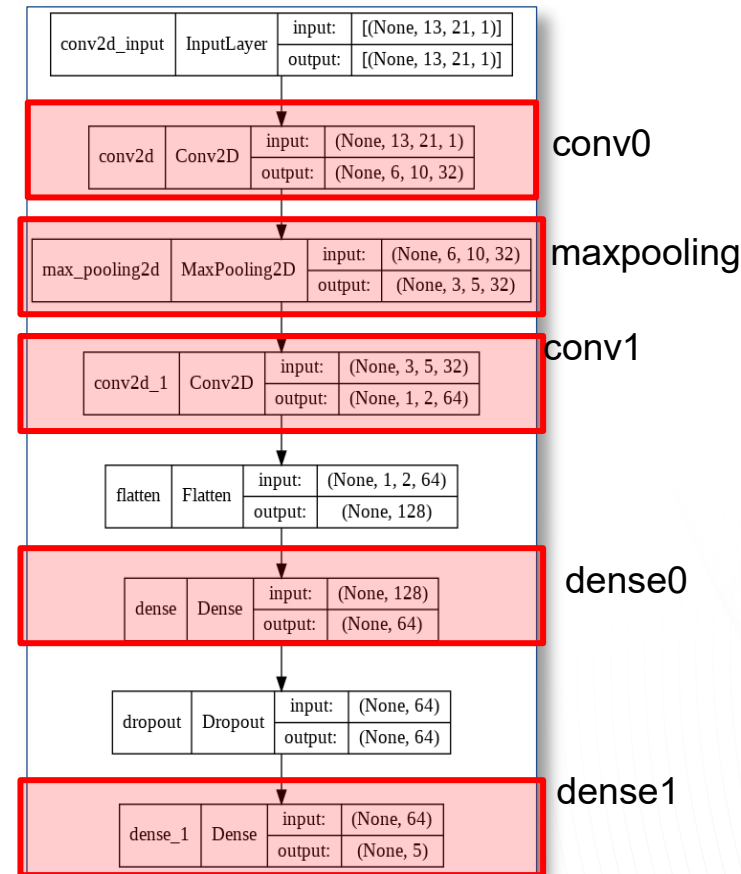 conv2d_input InputLayer input: [(None, 13, 21, 1)]
output: [(None, 13, 21, 1)]
conv2d Conv2D input: (None, 13, 21, 1)
output: (None, 6, 10, 32)
conv0
max_pooling2d MaxPooling2D input: (None, 6, 10, 32)
output: (None, 3, 5, 32)
maxpooling
conv2d_1 Conv2D input: (None, 3, 5, 32)
output: (None, 1, 2, 64)
conv1
flatten Flatten input: (None, 1, 2, 64)
output: (None, 128)
dense Dense input: (None, 128)
output: (None, 64)
dense0
dropout Dropout input: (None, 64)
output: (None, 64)
dense_1 Dense input: (None, 64)
output: (None, 5)
dense1